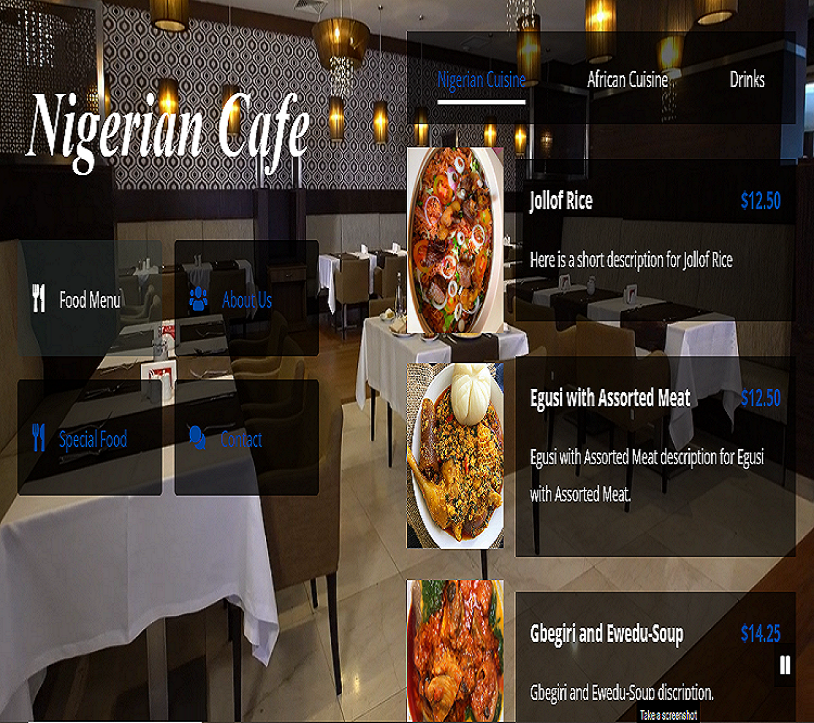 Nigerian Cafe
Food Menu
About Us
Special Food
Contact
Nigerian Cuisine
African Cuisine
Drinks
Jollof Rice
$12.50
Here is a short description for Jollof Rice
Egusi with Assorted Meat
$12.50
Egusi with Assorted Meat description for Egusi
with Assorted Meat.
Gbegiri and Ewedu-Soup
$14.25
Gbegiri and Ewedu-Soup discription.
Take a screenshot